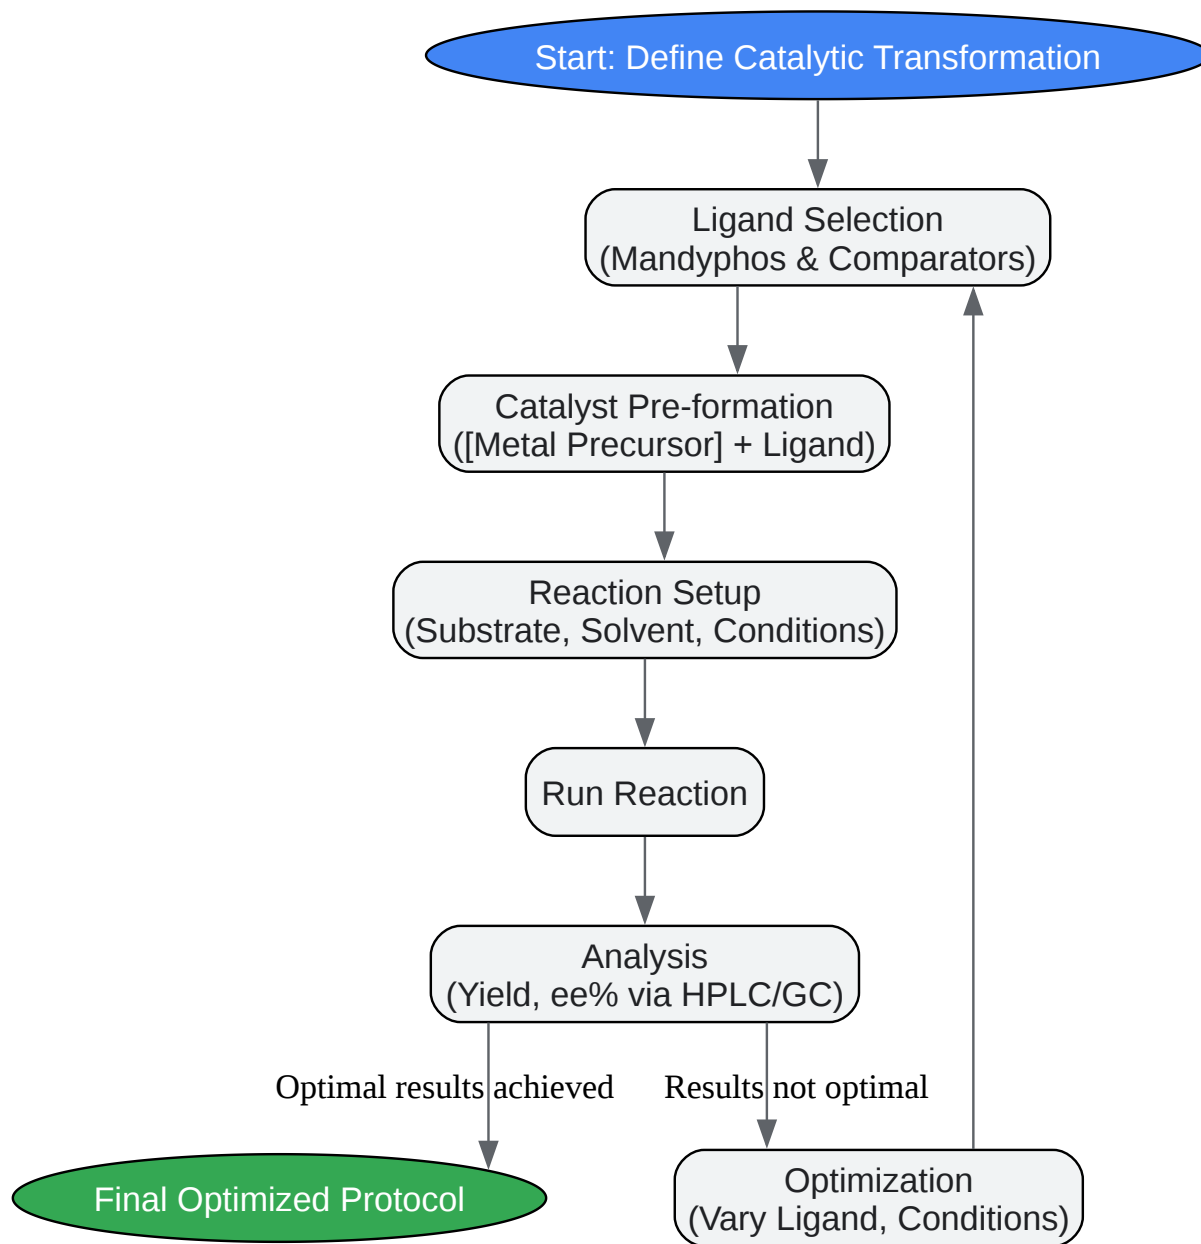 Start: Define Catalytic Transformation
Ligand Selection
(Mandyphos & Comparators)
Catalyst Pre-formation
([Metal Precursor] + Ligand)
Reaction Setup
(Substrate, Solvent, Conditions)
Run Reaction
Analysis
(Yield, ee% via HPLC/GC)
Optimal results achieved
Results not optimal
Final Optimized Protocol
Optimization
(Vary Ligand, Conditions)